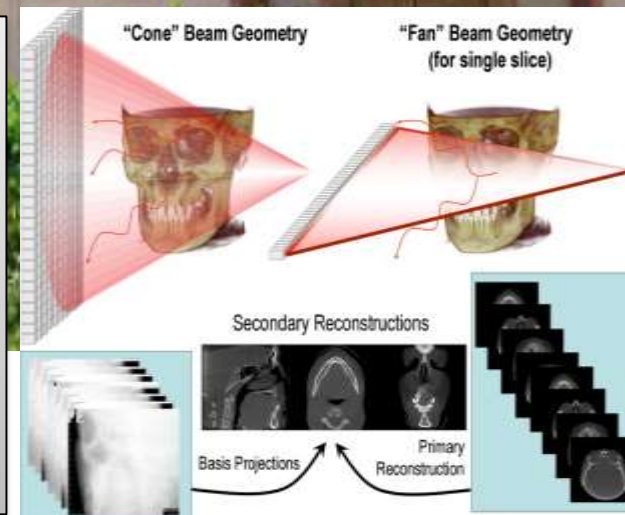 “Cone” Beam Geometry
“Fan” Beam Geometry
(for single slice)
Secondary Reconstructions
Basis Projections
Primary
Reconstruction